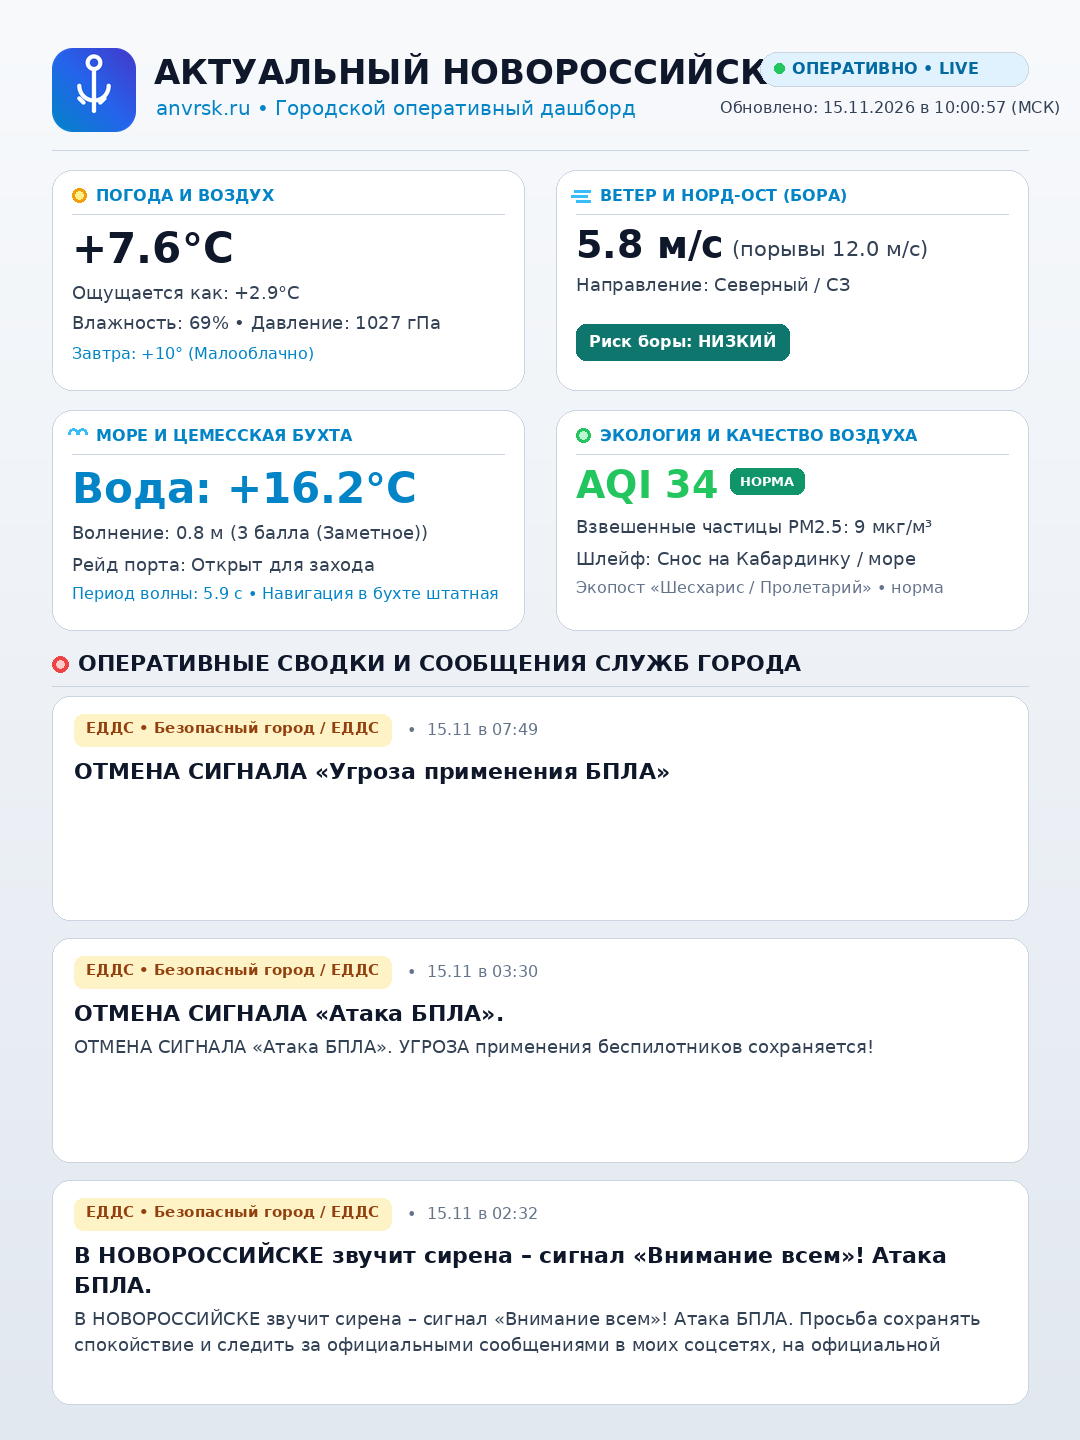 АКТУАЛЬНЫЙ НОВОРОССИЙСК
ОПЕРАТИВНО • LIVE
anvrsk.ru • Городской оперативный дашборд
Обновлено: 15.11.2026 в 10:00:57 (МСК)
ПОГОДА И ВОЗДУХ
+7.6°C
Ощущается как: +2.9°C
Влажность: 69% • Давление: 1027 гПа
Завтра: +10° (Малооблачно)
ВЕТЕР И НОРД-ОСТ (БОРА)
5.8 м/с (порывы 12.0 м/с)
Направление: Северный / СЗ
Риск боры: НИЗКИЙ
МОРЕ И ЦЕМЕССКАЯ БУХТА
Вода: +16.2°C
Волнение: 0.8 м (3 балла (Заметное))
Рейд порта: Открыт для захода
Период волны: 5.9 с • Навигация в бухте штатная
ЭКОЛОГИЯ И КАЧЕСТВО ВОЗДУХА
AQI 34 НОРМА
Взвешенные частицы PM2.5: 9 мкг/м³
Шлейф: Снос на Кабардинку / море
Экопост «Шесхарис / Пролетарий» • норма
ОПЕРАТИВНЫЕ СВОДКИ И СООБЩЕНИЯ СЛУЖБ ГОРОДА
ЕДДС • Безопасный город / ЕДДС • 15.11 в 07:49
ОТМЕНА СИГНАЛА «Угроза применения БПЛА»
ЕДДС • Безопасный город / ЕДДС • 15.11 в 03:30
ОТМЕНА СИГНАЛА «Атака БПЛА».
ОТМЕНА СИГНАЛА «Атака БПЛА». УГРОЗА применения беспилотников сохраняется!
ЕДДС • Безопасный город / ЕДДС • 15.11 в 02:32
В НОВОРОССИЙСКЕ звучит сирена – сигнал «Внимание всем»! Атака
БПЛА.
В НОВОРОССИЙСКЕ звучит сирена – сигнал «Внимание всем»! Атака БПЛА. Просьба сохранять
спокойствие и следить за официальными сообщениями в моих соцсетях, на официальной